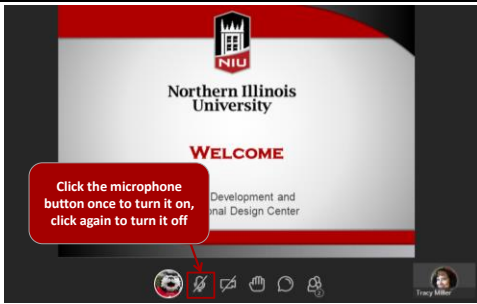 NIU
Northern Illinois
University
WELCOME
Development and
Design Center
Click the microphone
button once to turn it on,
click again to turn it off
Tracy Miller